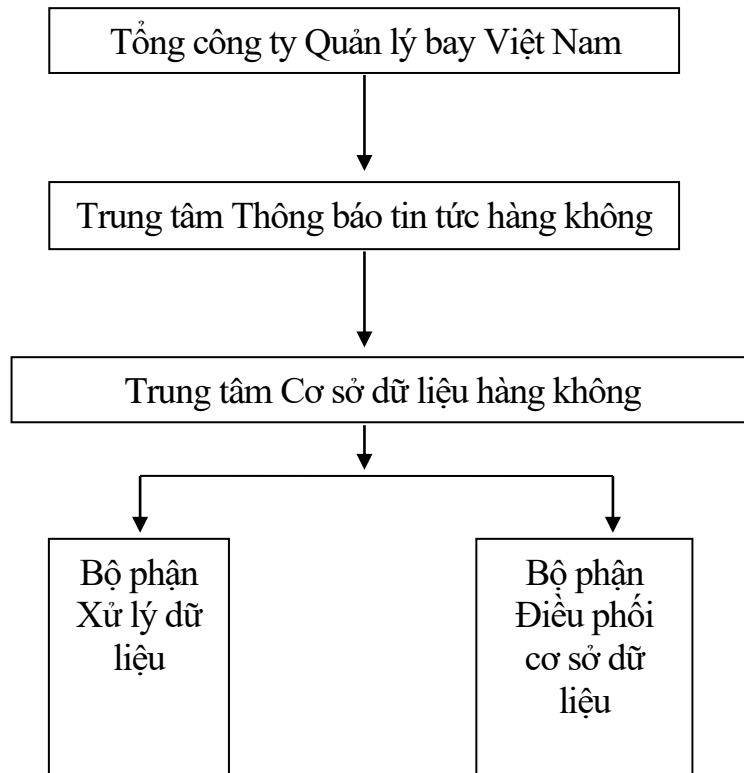 Tổng công ty Quản lý bay Việt Nam
Trung tâm Thông báo tin tức hàng không
Trung tâm Cơ sở dữ liệu hàng không
Bộ phận
Xử lý dữ
liệu
Bộ phận
Điều phối
cơ sở dữ
liệu